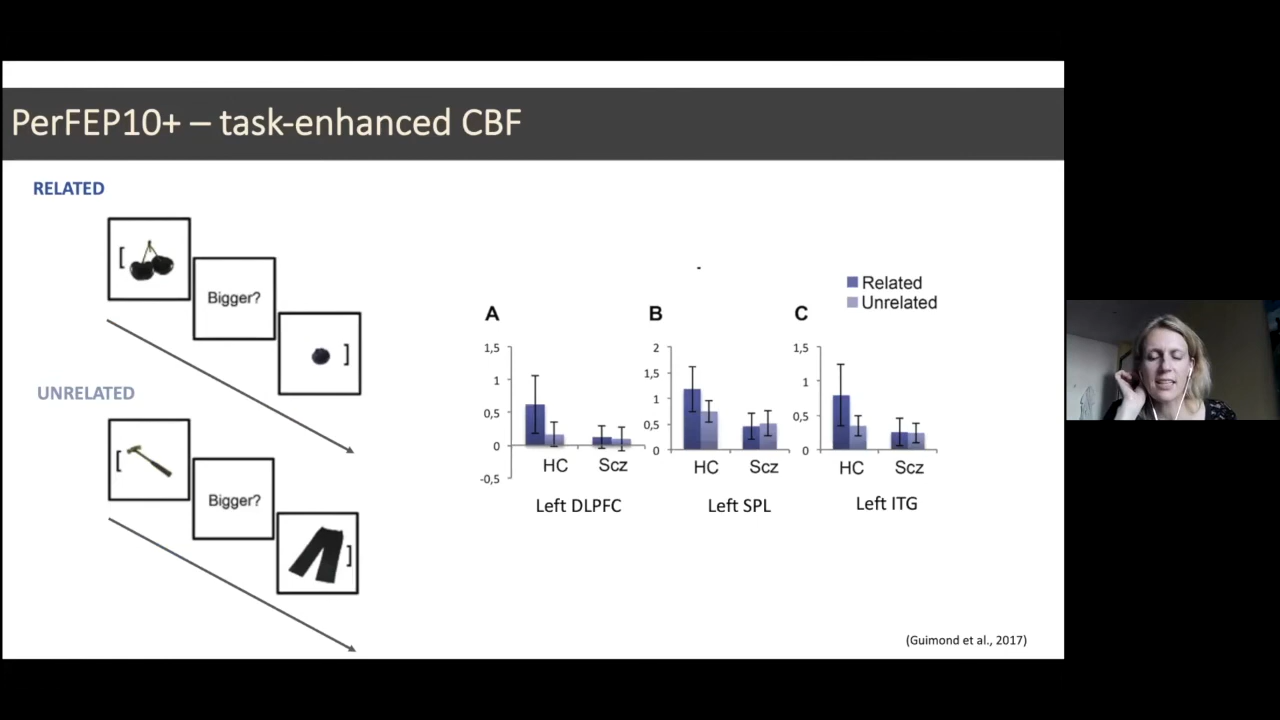 PerFEP10+ – task-enhanced CBF
RELATED
[
Bigger?
]
UNRELATED
[
Bigger?
]
-
Related
Unrelated
A
1,5
1
0,5
0
-0,5
HC
Scz
Left DLPFC
B
2
1,5
1
0,5
0
HC
Scz
Left SPL
C
1,5
1
0,5
0
HC
Scz
Left ITG
(Guimond et al., 2017)